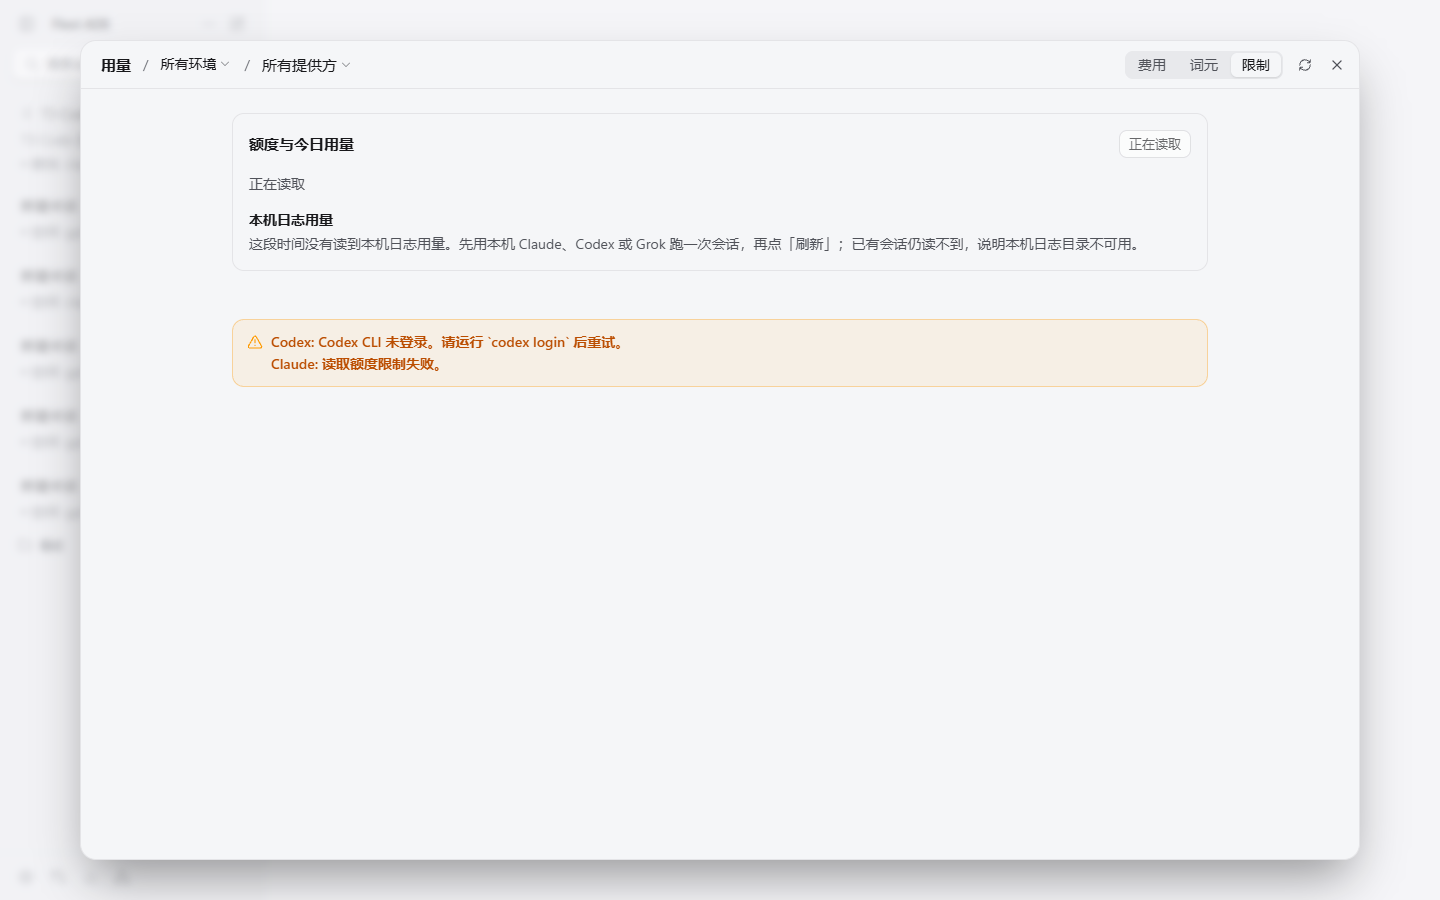 用量 / 所有环境 / 所有提供方
费用 词元 限制
额度与今日用量
正在读取
正在读取
本机日志用量
这段时间没有读到本机日志用量。先用本机 Claude、Codex 或 Grok 跑一次会话，再点「刷新」；已有会话仍读不到，说明本机日志目录不可用。
Codex: Codex CLI 未登录。请运行 `codex login` 后重试。
Claude: 读取额度限制失败。